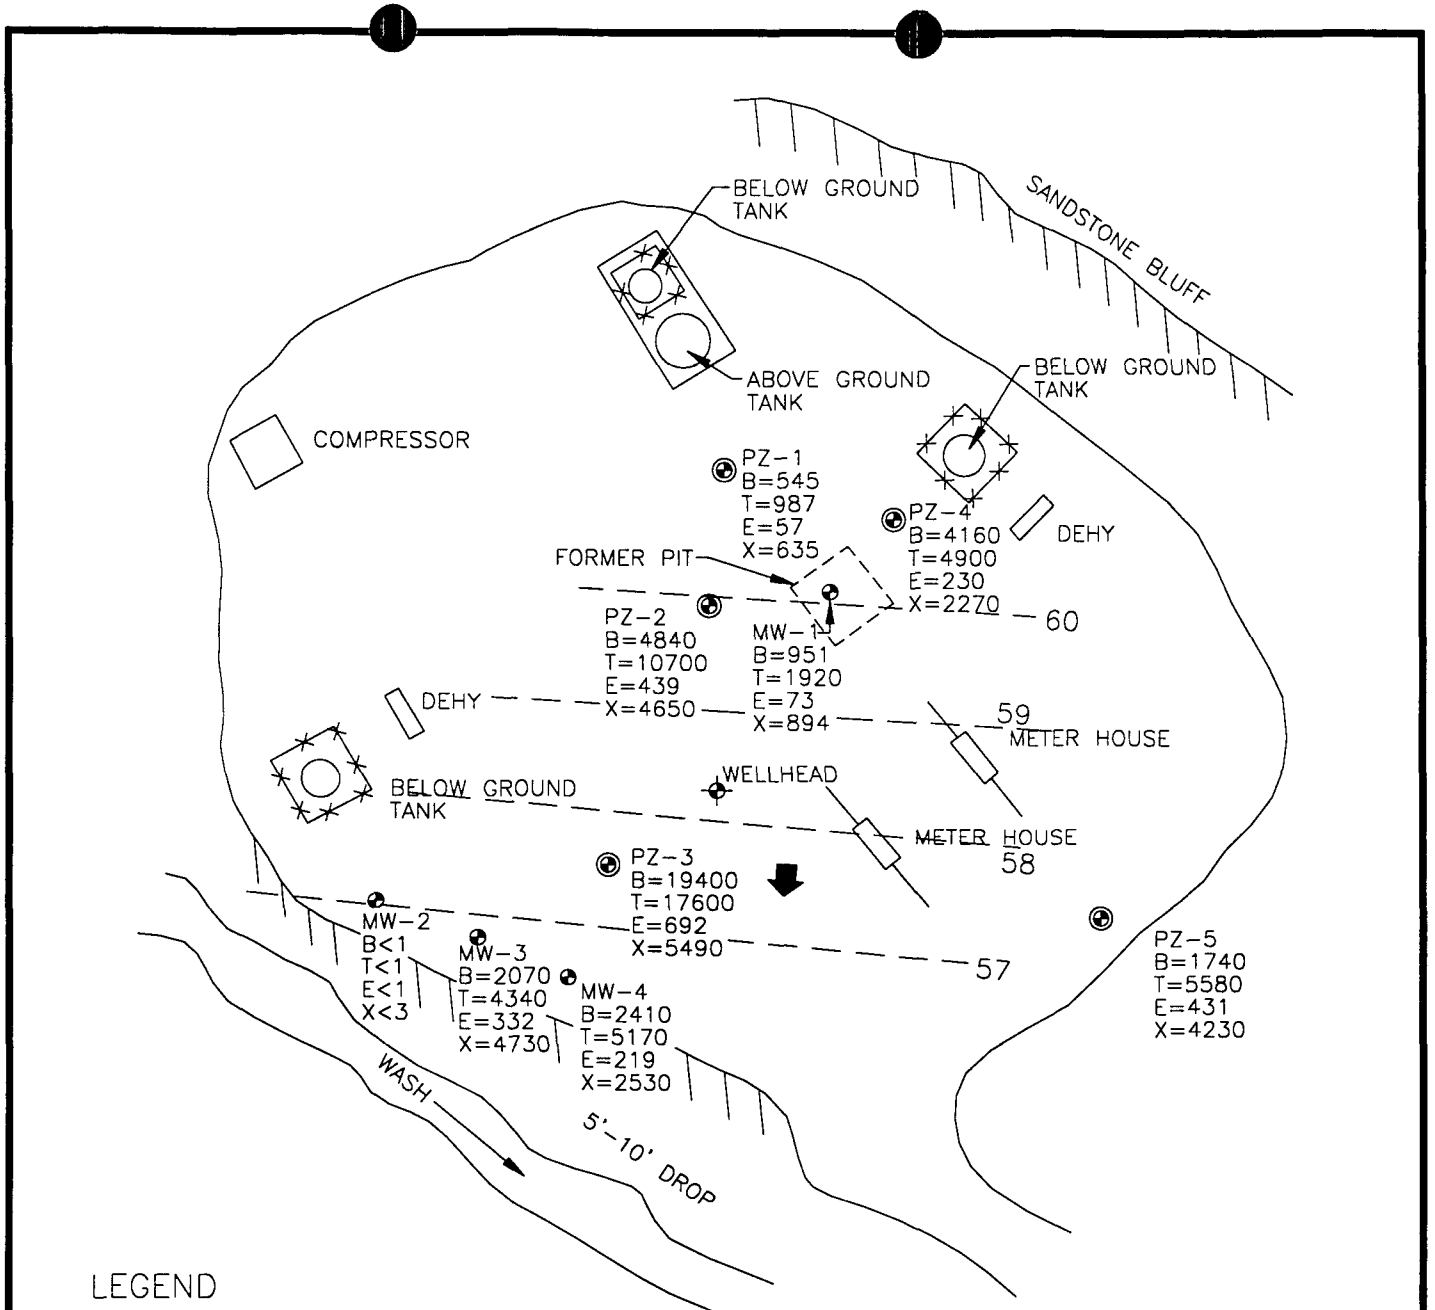 SANDSTONE BLUFF
BELOW GROUND
TANK
ABOVE GROUND
TANK
BELOW GROUND
TANK
COMPRESSOR
PZ-1
B=545
T=987
E=57
X=635
PZ-4
B=4160
T=4900
E=230
X=2270
DEHY
FORMER PIT
60
PZ-2
B=4840
T=10700
E=439
X=4650
MW-1
B=951
T=1920
E=73
X=894
DEHY
59
METER HOUSE
WELLHEAD
BELOW GROUND
TANK
METER HOUSE
58
PZ-3
B=19400
T=17600
E=692
X=5490
57
MW-2
B<1
T<1
E<1
X<3
MW-3
B=2070
T=4340
E=332
X=4730
MW-4
B=2410
T=5170
E=219
X=2530
PZ-5
B=1740
T=5580
E=431
X=4230
WASH
5'-10' DROP
LEGEND